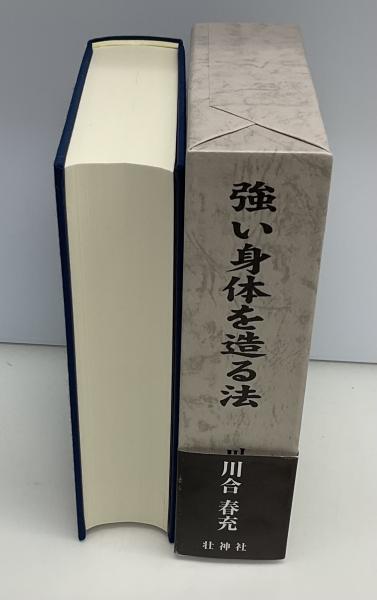 強い身体を造る法
川合 春充
壮神社